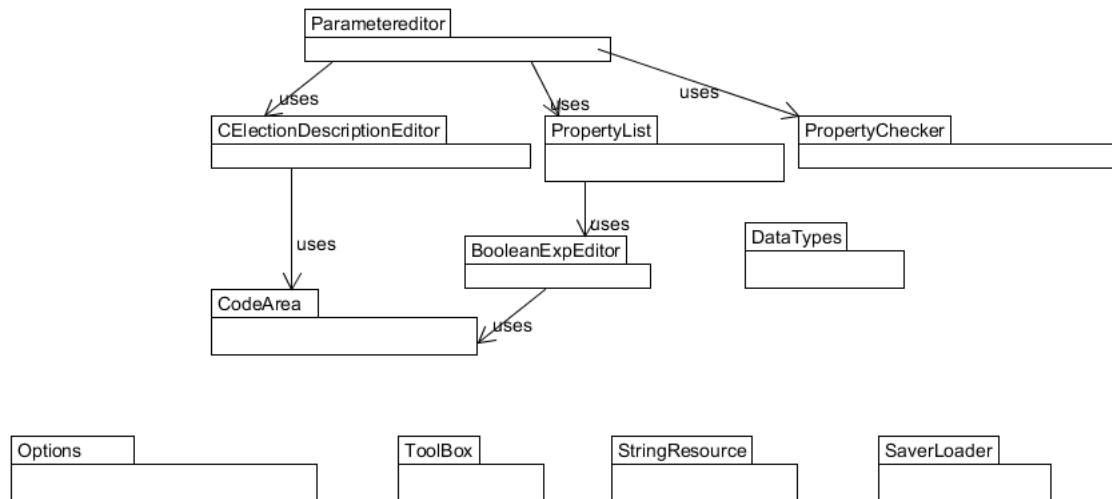 Parametereditor
uses
uses
uses
CElectionDescriptionEditor
PropertyList
PropertyChecker
uses
uses
BooleanExpEditor
DataTypes
CodeArea
uses
Options
ToolBox
StringResource
SaverLoader